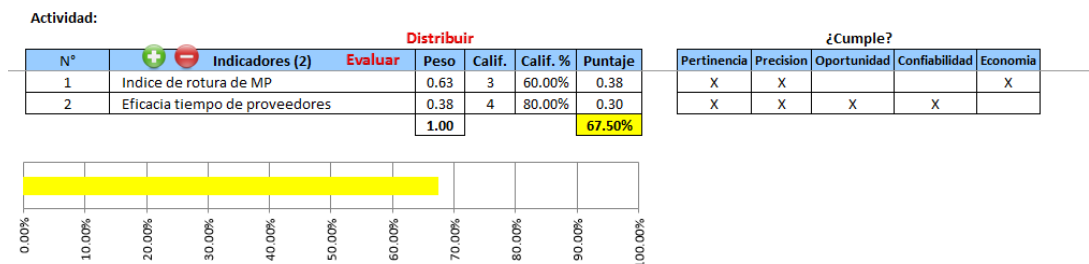 Actividad:
Distribuir ¿Cumple?
N° Indicadores (2) Evaluar Peso Calif. Calif. % Puntaje Pertinencia Precision Oportunidad Confiabilidad Economia
1 Indice de rotura de MP 0.63 3 60.00% 0.38 X X X
2 Eficacia tiempo de proveedores 0.38 4 80.00% 0.30 X X X X
1.00 67.50%
0.00% 10.00% 20.00% 30.00% 40.00% 50.00% 60.00% 70.00% 80.00% 90.00% 100.00%